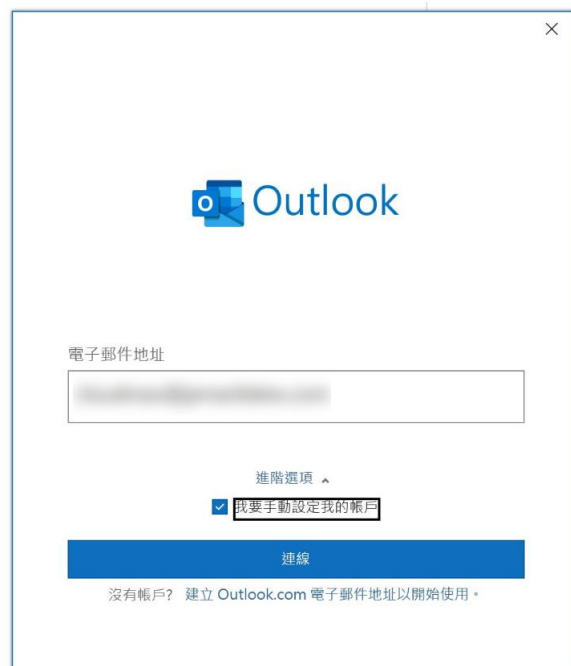 Outlook
電子郵件地址
進階選項
我要手動設定我的帳戶
連線
沒有帳戶? 建立 Outlook.com 電子郵件地址以開始使用。